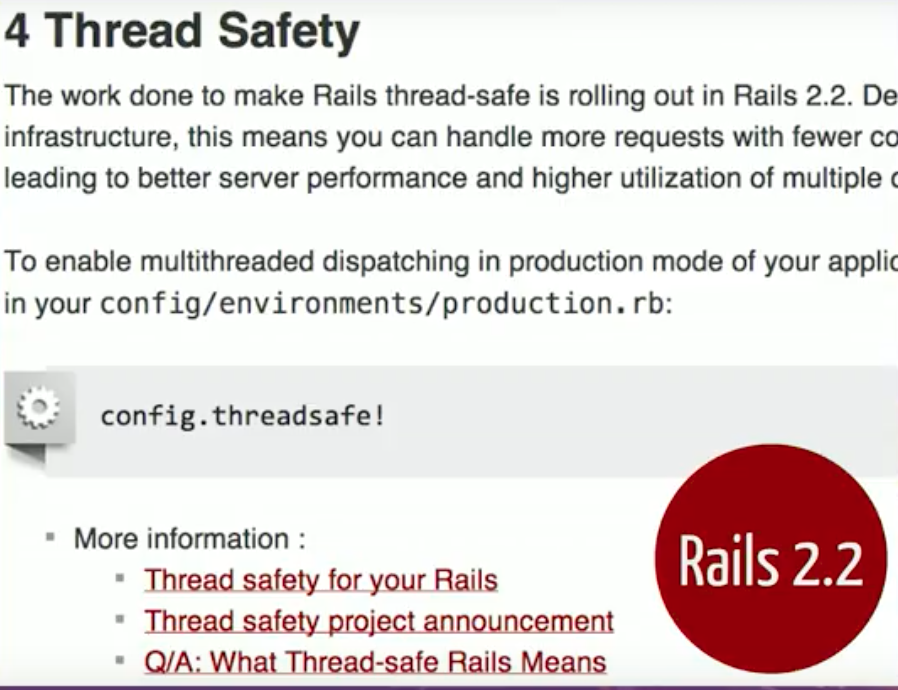 4 Thread Safety
The work done to make Rails thread-safe is rolling out in Rails 2.2. De
infrastructure, this means you can handle more requests with fewer co
leading to better server performance and higher utilization of multiple
To enable multithreaded dispatching in production mode of your applic
in your config/environments/production.rb:
config.threadsafe!
More information :
Thread safety for your Rails
Thread safety project announcement
Q/A: What Thread-safe Rails Means
Rails 2.2